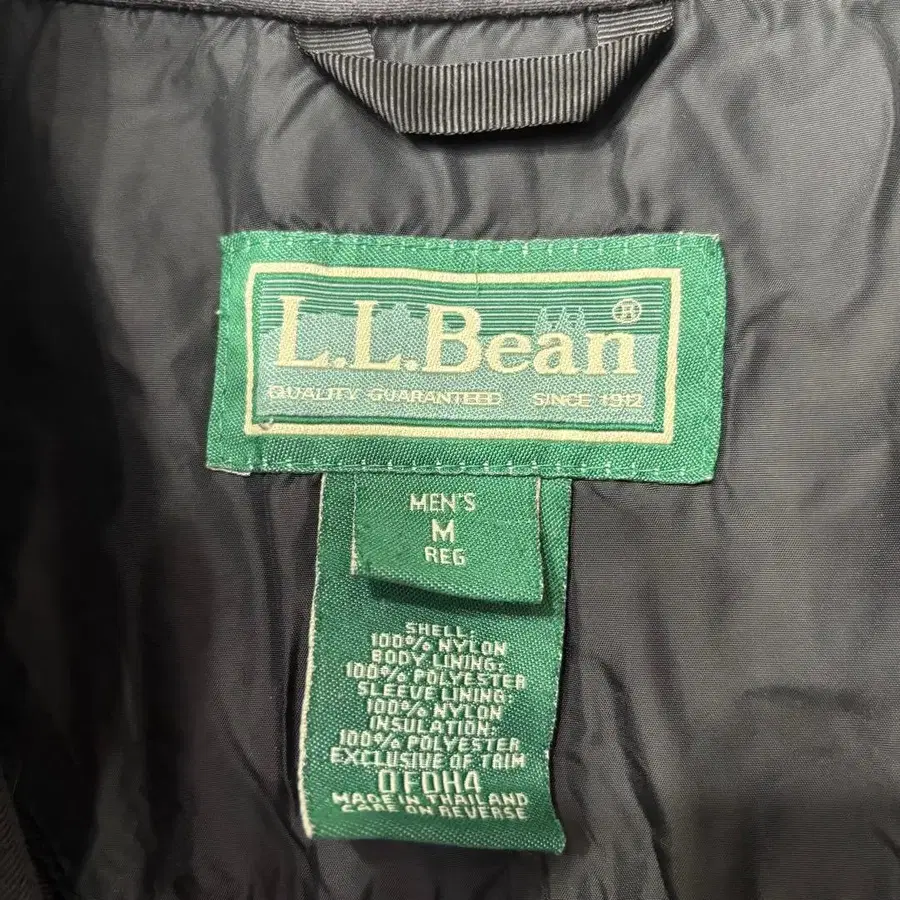 L.L.Bean®
QUALITY GUARANTEED SINCE 1912
MEN'S
M
REG
SHELL:
100% NYLON
BODY LINING:
100% POLYESTER
SLEEVE LINING
100% NYLON
INSULATION:
100% POLYESTER
EXCLUSIVE OF TRIM
0FDHA
MADE IN THAILAND
CARE ON REVERSE